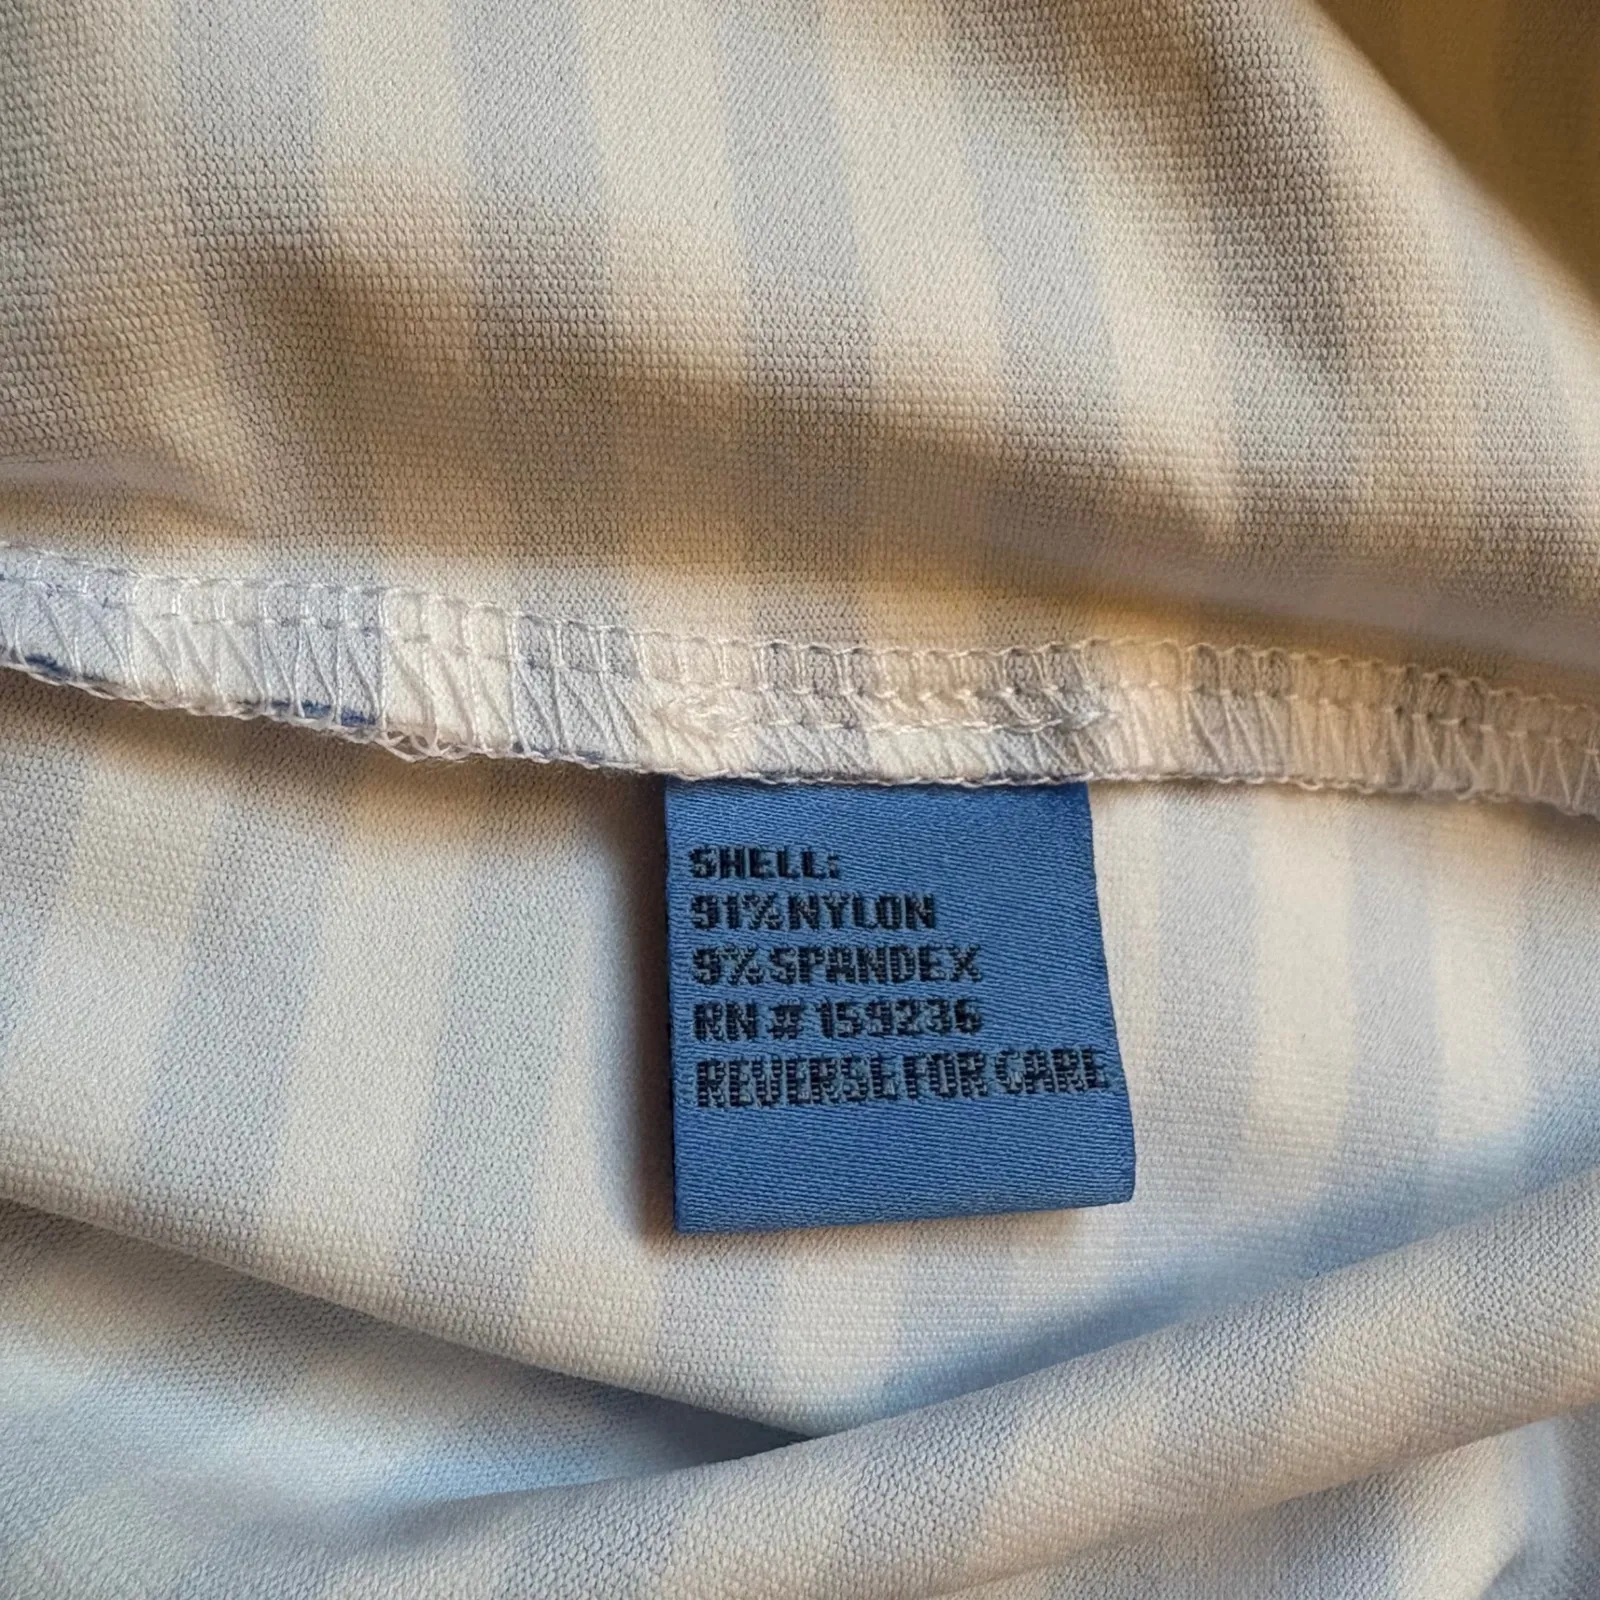 SHELL:
91% NYLON
9% SPANDEX
RN # 159236
REVERSE FOR CARE